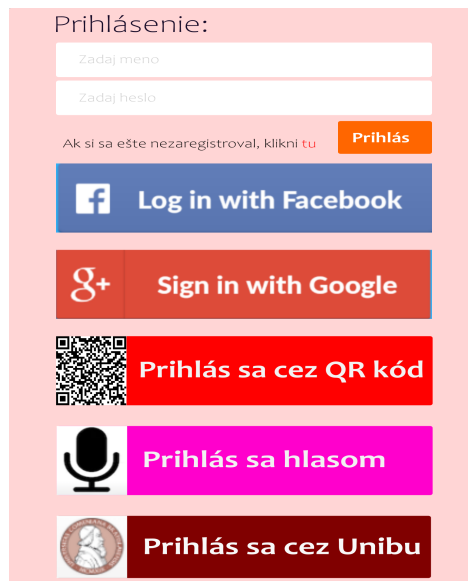 Prihlásenie:
Zadaj meno
Zadaj heslo
Ak si sa ešte nezaregistroval, klikni tu
Prihlás
Log in with Facebook
g+ Sign in with Google
Prihlás sa cez QR kód
Prihlás sa hlasom
Prihlás sa cez Unibu